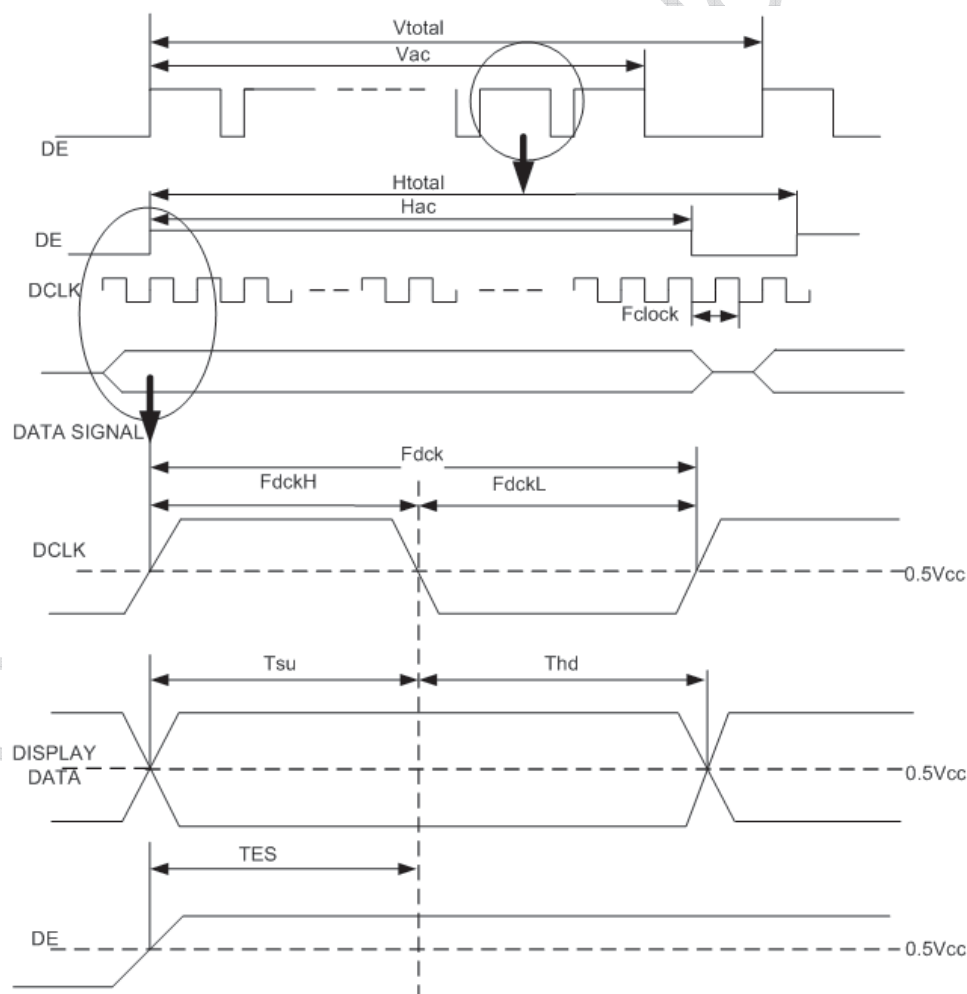 Vtotal
Vac
DE
Htotal
Hac
DE
DCLK
Fclock
DATA SIGNAL
Fdck
FdckH
FdckL
DCLK
0.5Vcc
Tsu
Thd
DISPLAY
DATA
0.5Vcc
TES
DE
0.5Vcc